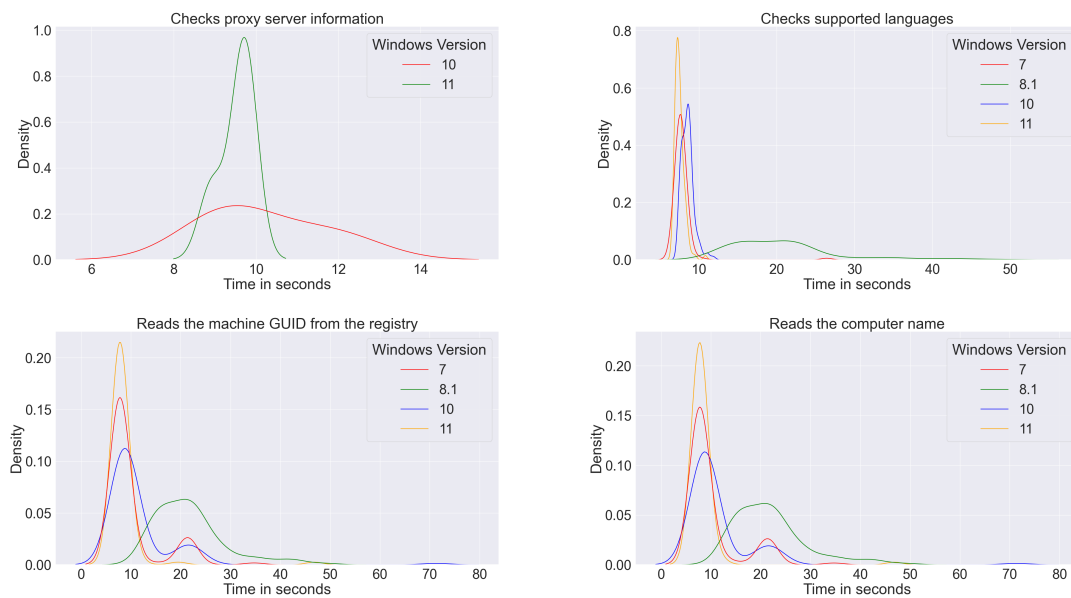 Checks proxy server information
1.0
0.8
0.6
0.4
0.2
0.0
Density
6 8 10 12 14
Time in seconds
Windows Version
10
11
Checks supported languages
0.8
0.6
0.4
0.2
0.0
Density
10 20 30 40 50
Time in seconds
Windows Version
7
8.1
10
11
Reads the machine GUID from the registry
0.20
0.15
0.10
0.05
0.00
Density
0 10 20 30 40 50 60 70 80
Time in seconds
Windows Version
7
8.1
10
11
Reads the computer name
0.20
0.15
0.10
0.05
0.00
Density
0 10 20 30 40 50 60 70 80
Time in seconds
Windows Version
7
8.1
10
11